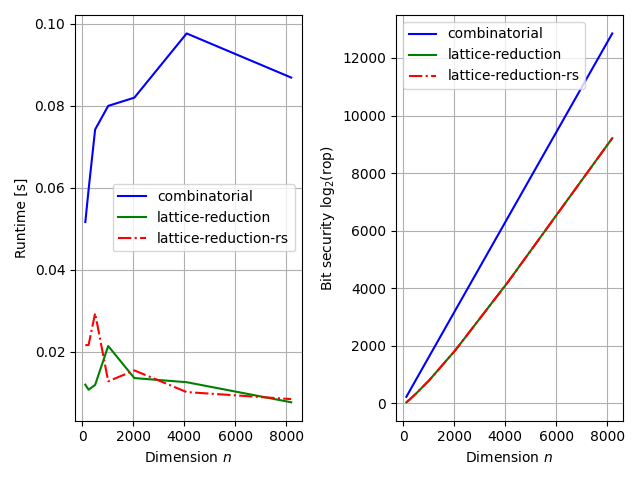 0.10
0.08
0.06
0.04
0.02
Runtime [s]
combinatorial
lattice-reduction
lattice-reduction-rs
0 2000 4000 6000 8000
Dimension n
12000
10000
8000
6000
4000
2000
0
Bit security log₂(rop)
combinatorial
lattice-reduction
lattice-reduction-rs
0 2000 4000 6000 8000
Dimension n